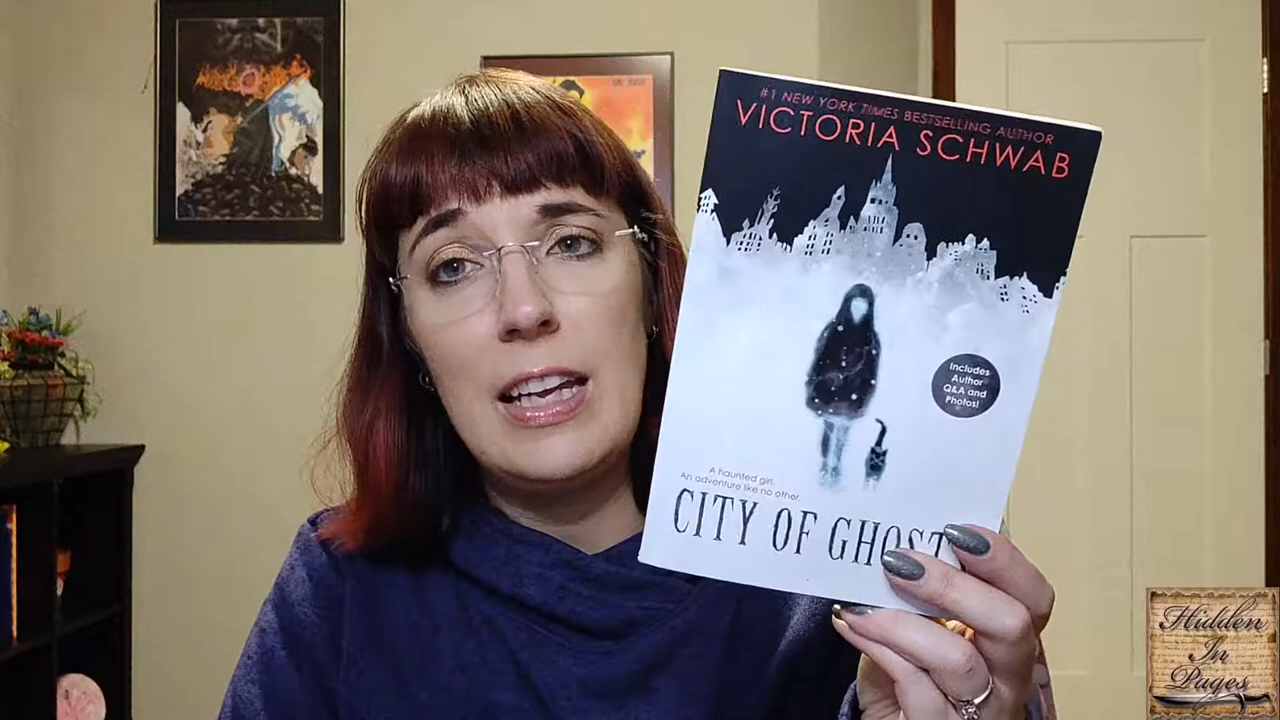 #1 NEW YORK TIMES BESTSELLING AUTHOR
VICTORIA SCHWAB
Includes
Author
Q&A and
Photos!
A haunted girl.
An adventure like no other.
CITY OF GHOST
Hidden
In
Pages